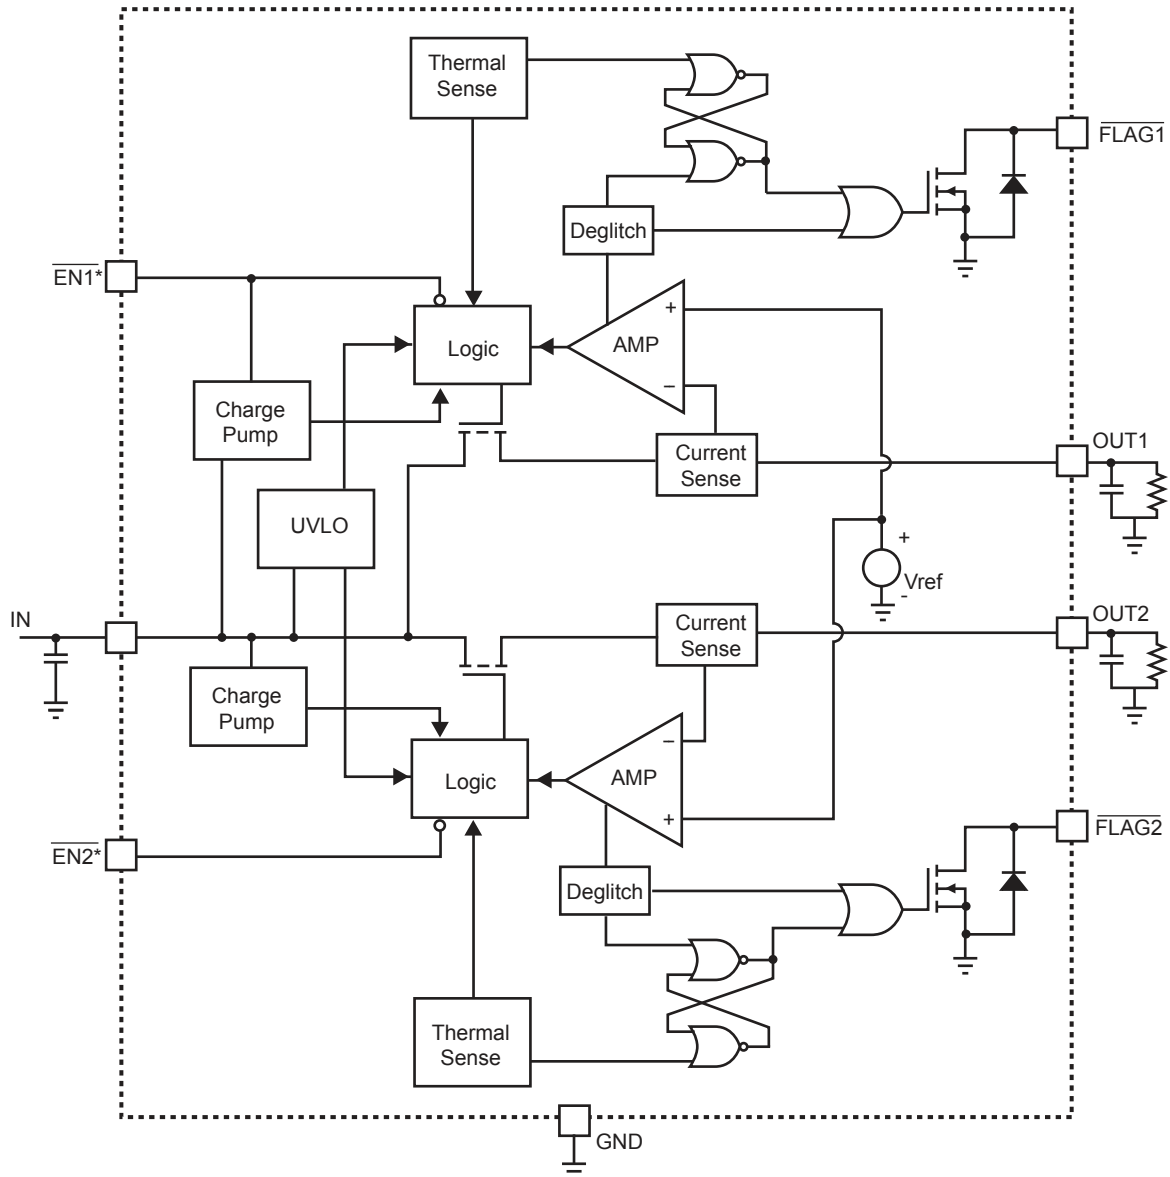 Thermal
Sense
FLAG1
Deglitch
EN1*
+
AMP
Logic
−
Charge
Pump
Current
Sense
OUT1
UVLO
+
Vref
-
IN
OUT2
Current
Sense
Charge
Pump
−
AMP
Logic
+
FLAG2
EN2*
Deglitch
Thermal
Sense
GND